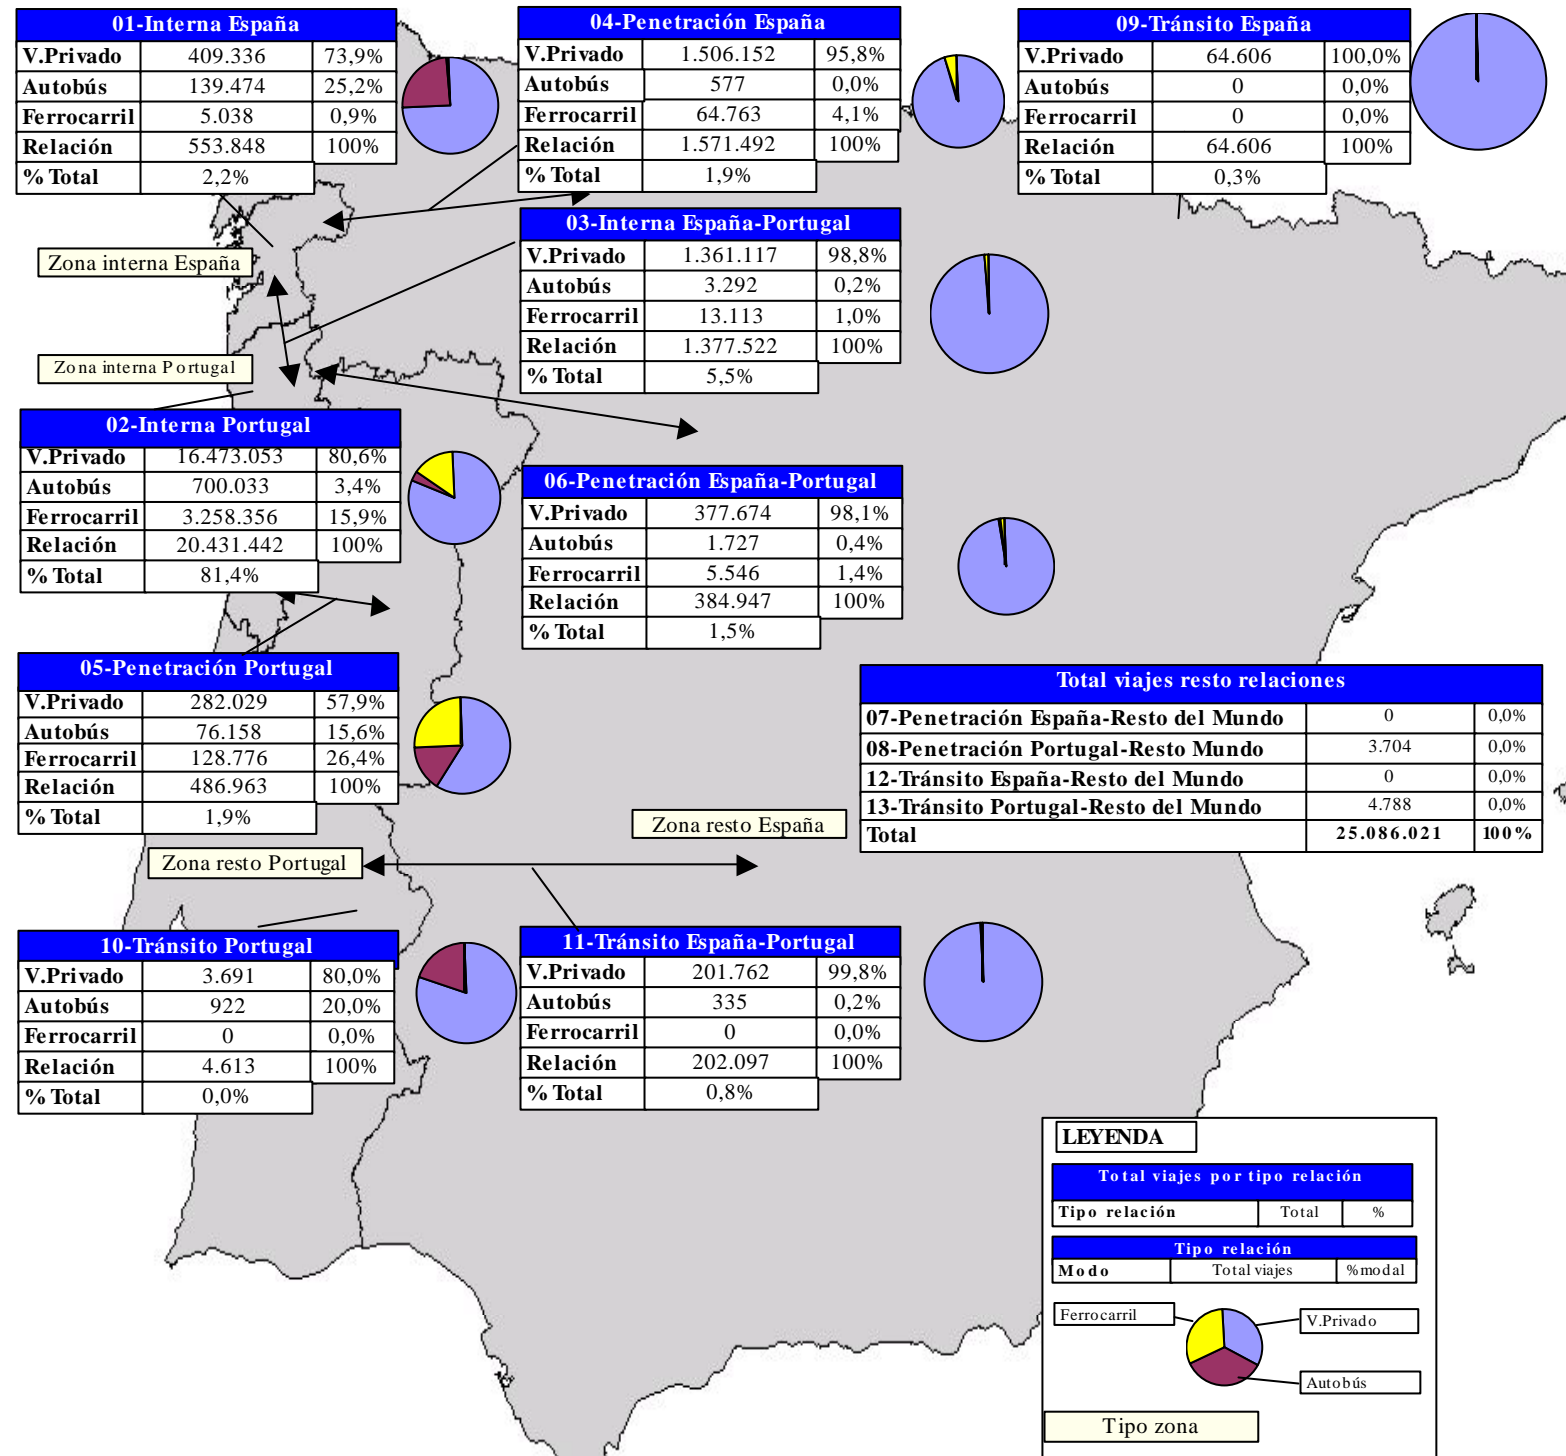 01-Interna España
V.Privado 409.336 73,9%
Autobús 139.474 25,2%
Ferrocarril 5.038 0,9%
Relación 553.848 100%
% Total 2,2%
04-Penetración España
V.Privado 1.506.152 95,8%
Autobús 577 0,0%
Ferrocarril 64.763 4,1%
Relación 1.571.492 100%
% Total 1,9%
09-Tránsito España
V.Privado 64.606 100,0%
Autobús 0 0,0%
Ferrocarril 0 0,0%
Relación 64.606 100%
% Total 0,3%
Zona interna España
03-Interna España-Portugal
V.Privado 1.361.117 98,8%
Autobús 3.292 0,2%
Ferrocarril 13.113 1,0%
Relación 1.377.522 100%
% Total 5,5%
Zona interna Portugal
02-Interna Portugal
V.Privado 16.473.053 80,6%
Autobús 700.033 3,4%
Ferrocarril 3.258.356 15,9%
Relación 20.431.442 100%
% Total 81,4%
06-Penetración España-Portugal
V.Privado 377.674 98,1%
Autobús 1.727 0,4%
Ferrocarril 5.546 1,4%
Relación 384.947 100%
% Total 1,5%
05-Penetración Portugal
V.Privado 282.029 57,9%
Autobús 76.158 15,6%
Ferrocarril 128.776 26,4%
Relación 486.963 100%
% Total 1,9%
Total viajes resto relaciones
07-Penetración España-Resto del Mundo 0 0,0%
08-Penetración Portugal-Resto Mundo 3.704 0,0%
12-Tránsito España-Resto del Mundo 0 0,0%
13-Tránsito Portugal-Resto del Mundo 4.788 0,0%
Total 25.086.021 100%
Zona resto España
Zona resto Portugal
10-Tránsito Portugal
V.Privado 3.691 80,0%
Autobús 922 20,0%
Ferrocarril 0 0,0%
Relación 4.613 100%
% Total 0,0%
11-Tránsito España-Portugal
V.Privado 201.762 99,8%
Autobús 335 0,2%
Ferrocarril 0 0,0%
Relación 202.097 100%
% Total 0,8%
LEYENDA
Total viajes por tipo relación
Tipo relación Total %
Tipo relación
Modo Total viajes %modal
Ferrocarril
V.Privado
Autobús
Tipo zona